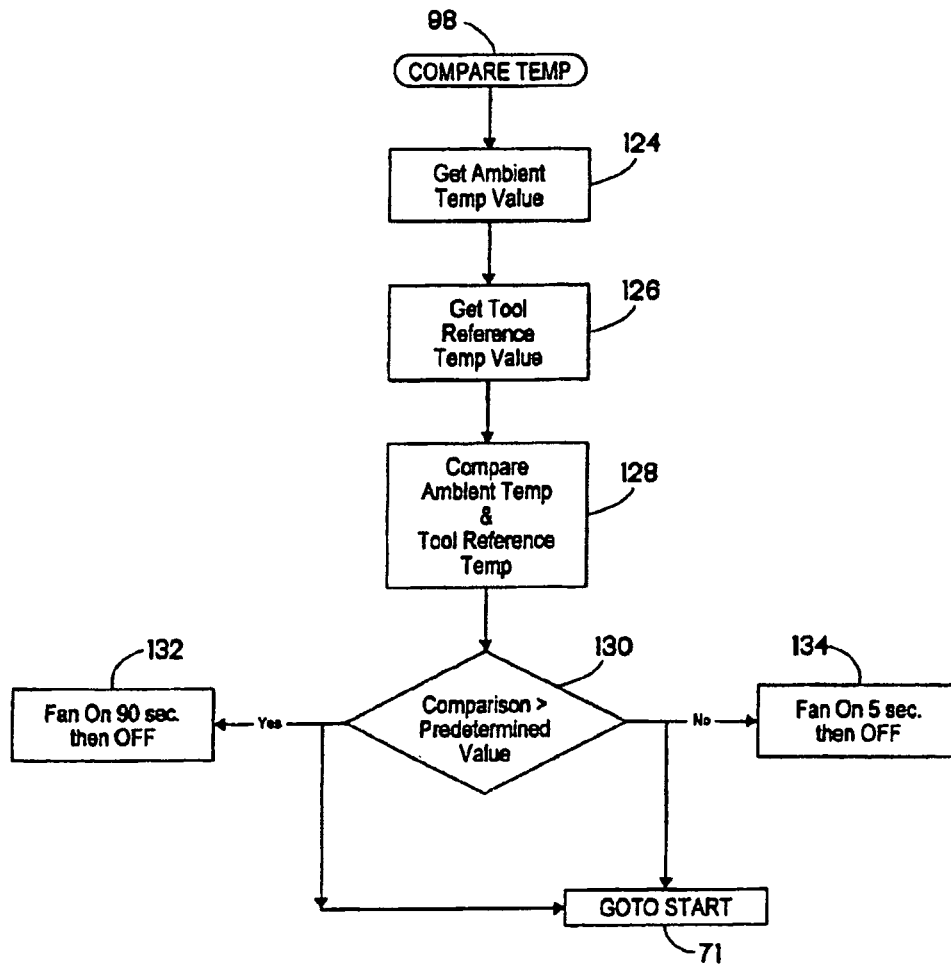 98
COMPARE TEMP
124
Get Ambient
Temp Value
126
Get Tool
Reference
Temp Value
128
Compare
Ambient Temp
&
Tool Reference
Temp
130
Comparison >
Predetermined
Value
132
Yes
Fan On 90 sec.
then OFF
134
No
Fan On 5 sec.
then OFF
GOTO START
71